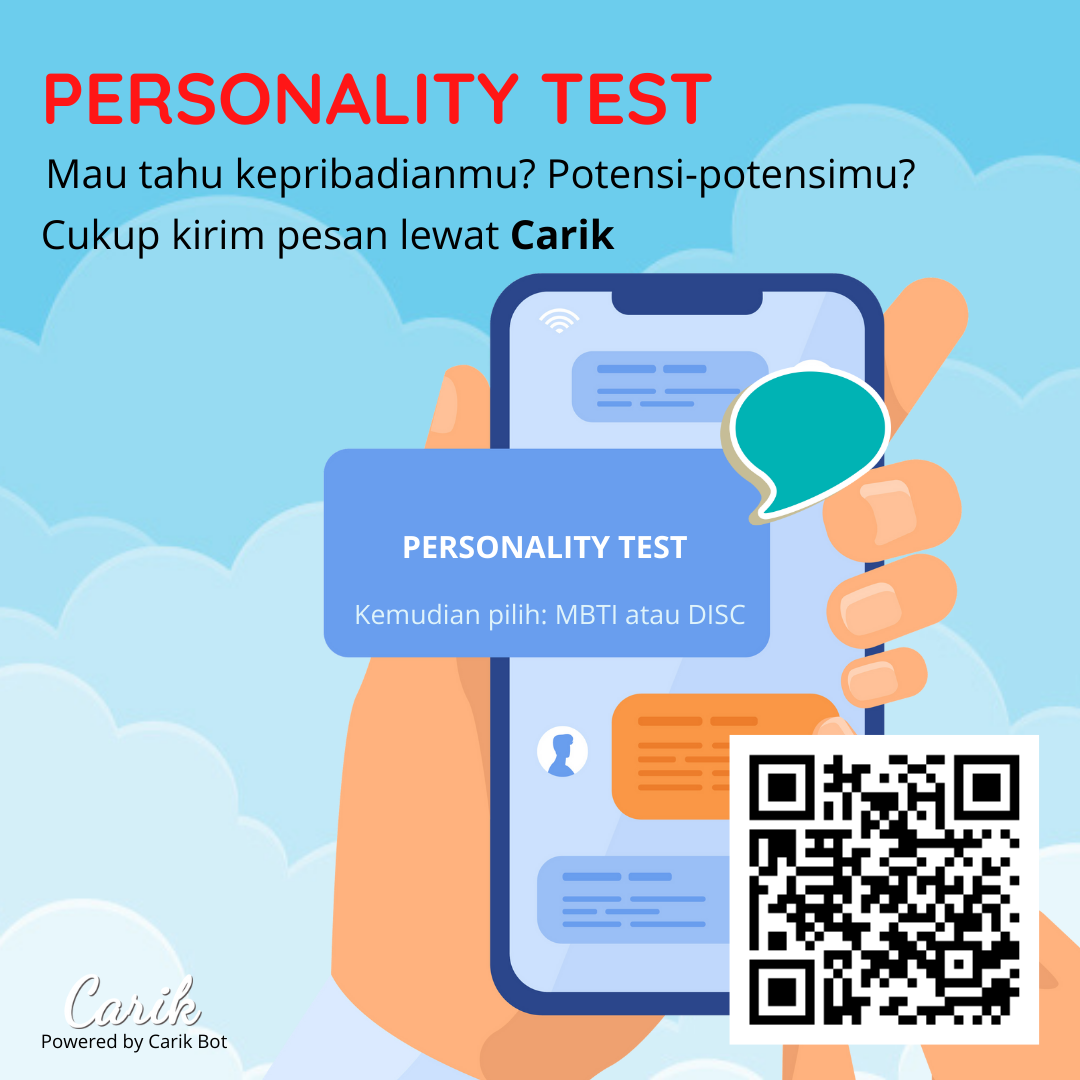 PERSONALITY TEST
Mau tahu kepribadianmu? Potensi-potensimu?
Cukup kirim pesan lewat Carik
PERSONALITY TEST
Kemudian pilih: MBTI atau DISC
Carik
Powered by Carik Bot